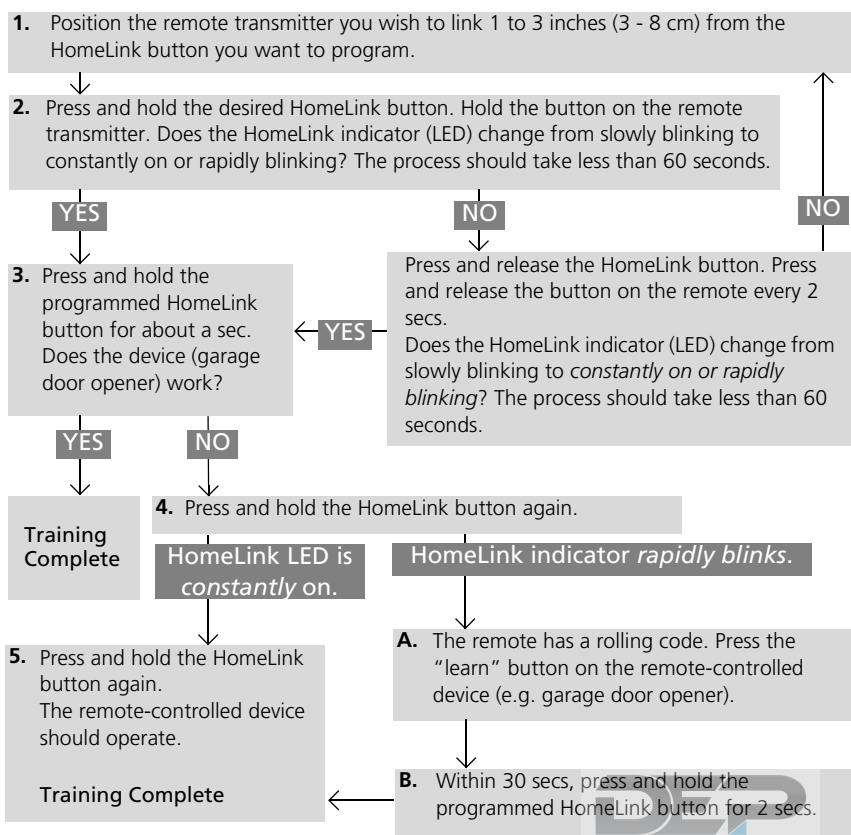 1. Position the remote transmitter you wish to link 1 to 3 inches (3 - 8 cm) from the
HomeLink button you want to program.
2. Press and hold the desired HomeLink button. Hold the button on the remote
transmitter. Does the HomeLink indicator (LED) change from slowly blinking to
constantly on or rapidly blinking? The process should take less than 60 seconds.
YES
NO
NO
3. Press and hold the
programmed HomeLink
button for about a sec.
Does the device (garage
door opener) work?
YES
Press and release the HomeLink button. Press
and release the button on the remote every 2
secs.
Does the HomeLink indicator (LED) change from
slowly blinking to constantly on or rapidly
blinking? The process should take less than 60
seconds.
YES
NO
Training
Complete
4. Press and hold the HomeLink button again.
HomeLink LED is
constantly on.
HomeLink indicator rapidly blinks.
5. Press and hold the HomeLink
button again.
The remote-controlled device
should operate.
Training Complete
A. The remote has a rolling code. Press the
“learn” button on the remote-controlled
device (e.g. garage door opener).
B. Within 30 secs, press and hold the
programmed HomeLink button for 2 secs.